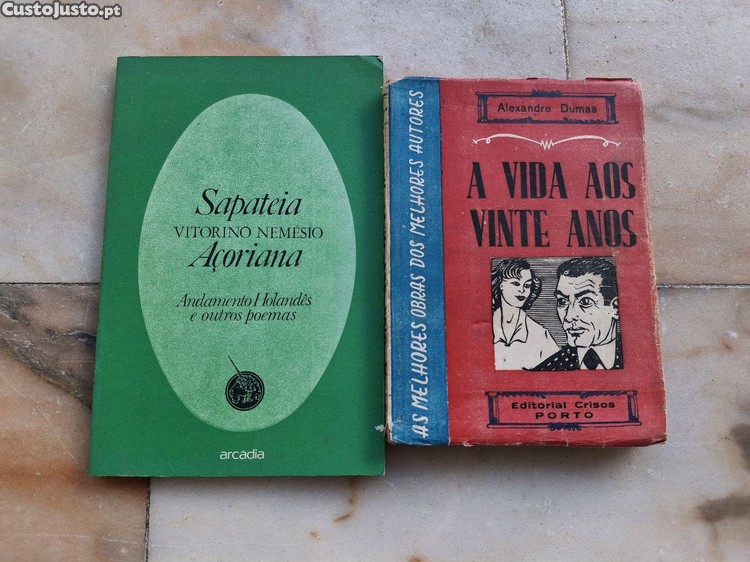 CustoJusto.pt
Sapateia
VITORINO NEMÉSIO
Açoriana
Andamento Holandês
e outros poemas
arcádia
AS MELHORES OBRAS DOS MELHORES AUTORES
Alexandre Dumas
A VIDA AOS
VINTE ANOS
Editorial Crisos
PORTO